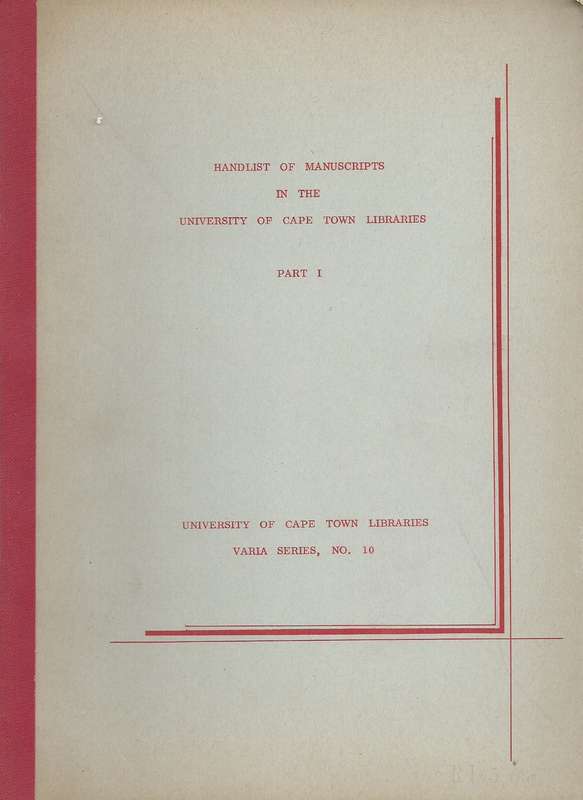 HANDLIST OF MANUSCRIPTS
IN THE
UNIVERSITY OF CAPE TOWN LIBRARIES
PART I
UNIVERSITY OF CAPE TOWN LIBRARIES
VARIA SERIES, NO. 10